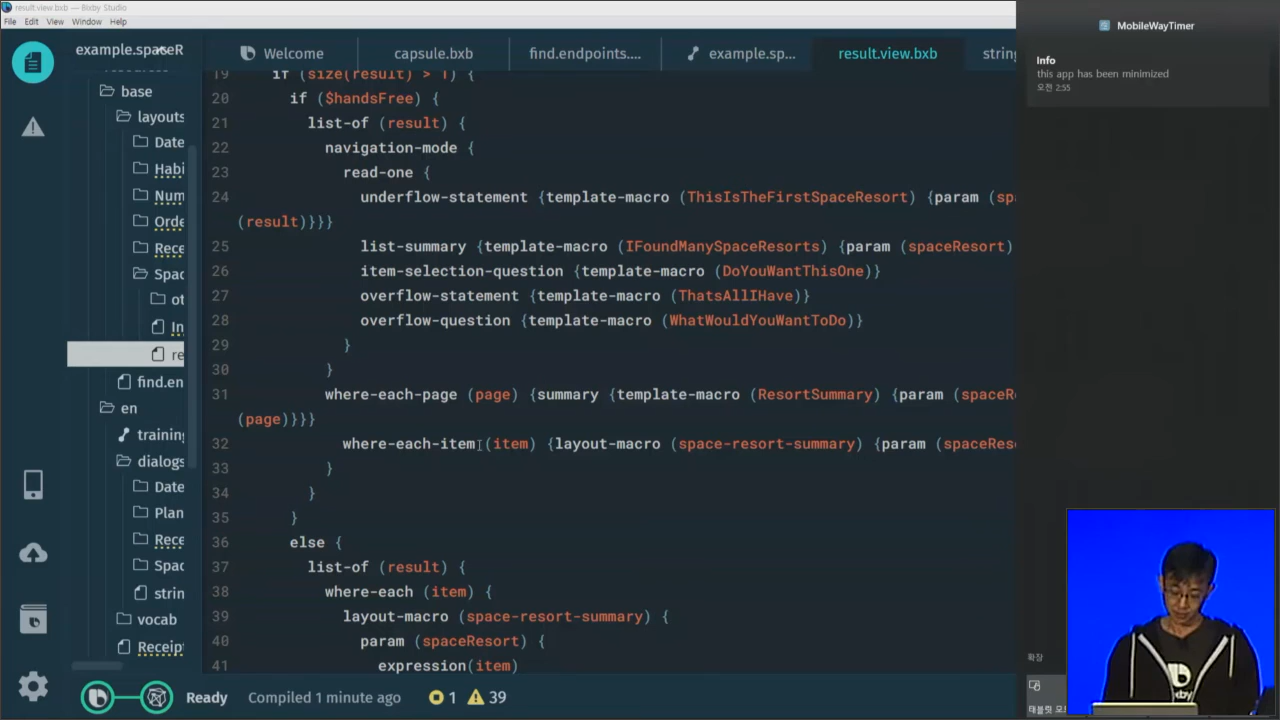 result.view.bxb — Bixby Studio
File Edit View Window Help
example.spaceR
Welcome
capsule.bxb
find.endpoints....
example.sp...
result.view.bxb
string
base
layouts
Date
Habi
Num
Orde
Rece
Spac
ot
In
re
find.en
en
training
dialogs
Date
Plan
Rece
Spac
strin
vocab
Receip
19 if (size(result) > 1) {
20 if ($handsFree) {
21 list-of (result) {
22 navigation-mode {
23 read-one {
24 underflow-statement {template-macro (ThisIsTheFirstSpaceResort) {param (spa
(result)}}}
25 list-summary {template-macro (IFoundManySpaceResorts) {param (spaceResort)
26 item-selection-question {template-macro (DoYouWantThisOne)}
27 overflow-statement {template-macro (ThatsAllIHave)}
28 overflow-question {template-macro (WhatWouldYouWantToDo)}
29 }
30 }
31 where-each-page (page) {summary {template-macro (ResortSummary) {param (spaceR
(page)}}}
32 where-each-item (item) {layout-macro (space-resort-summary) {param (spaceReso
33 }
34 }
35 }
36 else {
37 list-of (result) {
38 where-each (item) {
39 layout-macro (space-resort-summary) {
40 param (spaceResort) {
41 expression(item)
Ready
Compiled 1 minute ago
1
39
MobileWayTimer
Info
this app has been minimized
오전 2:55
확장
태블릿 모